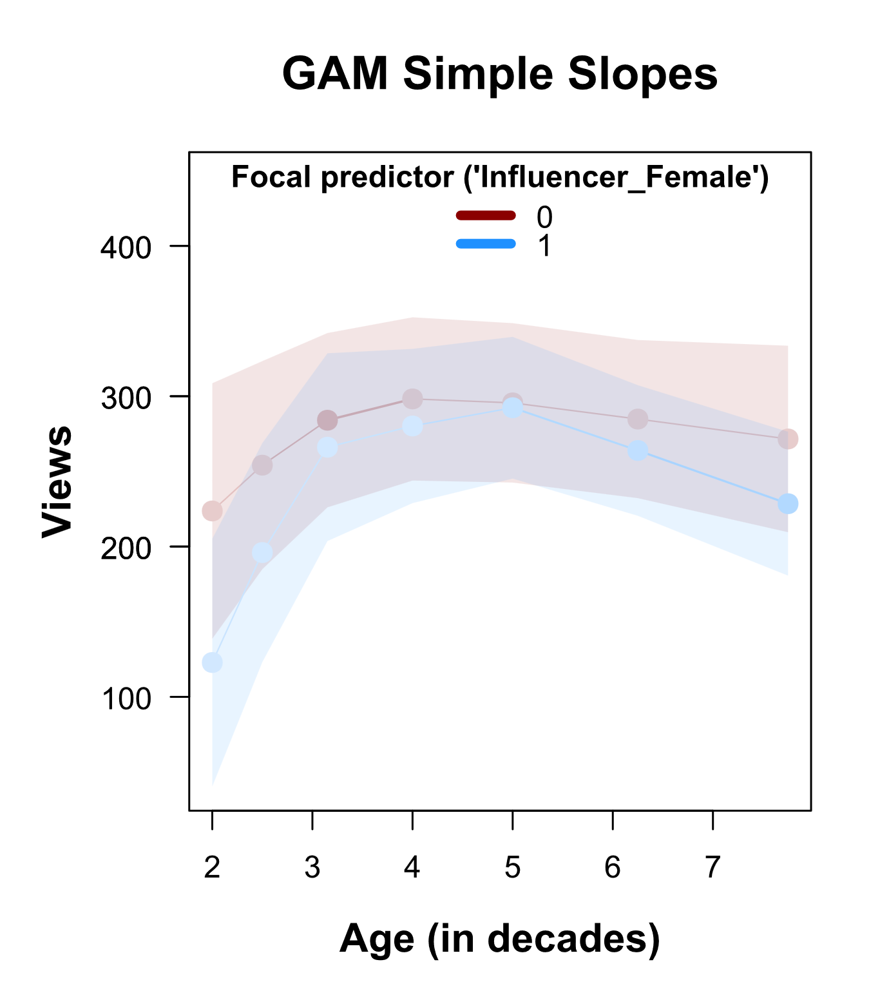 GAM Simple Slopes
Focal predictor ('Influencer_Female')
0
1
400
300
200
100
Views
2 3 4 5 6 7
Age (in decades)